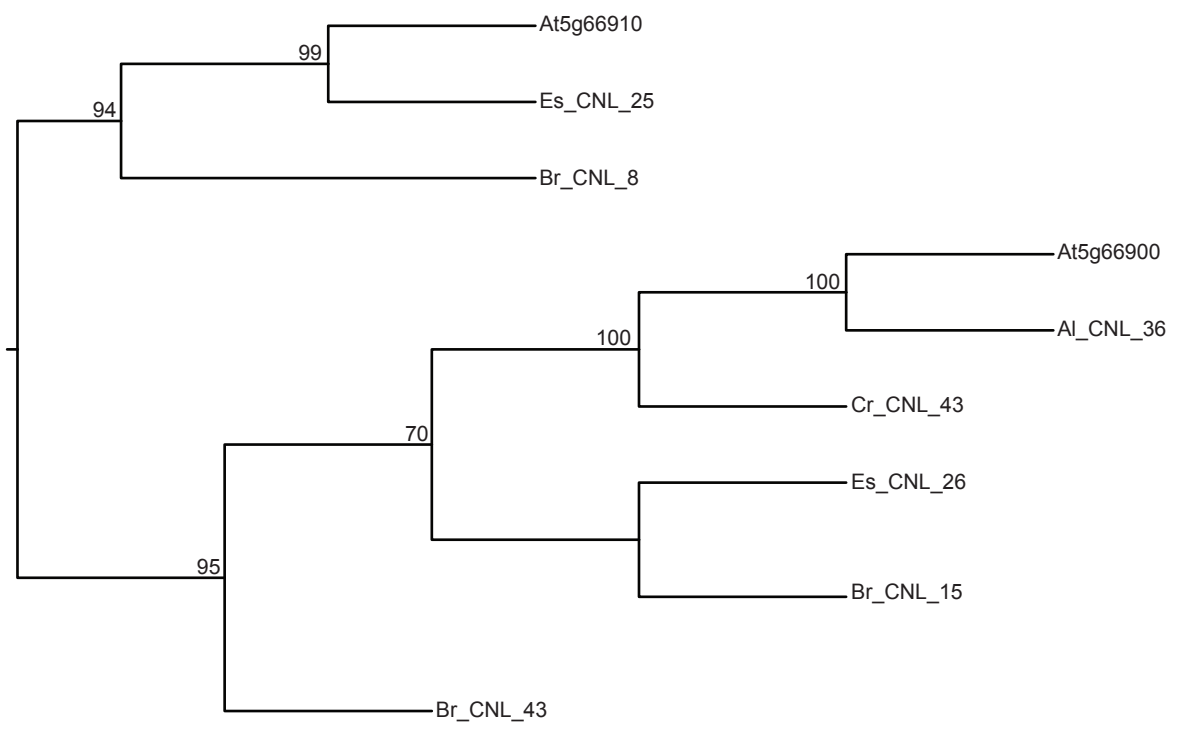 At5g66910
99
Es_CNL_25
94
Br_CNL_8
At5g66900
100
Al_CNL_36
100
Cr_CNL_43
70
Es_CNL_26
95
Br_CNL_15
Br_CNL_43